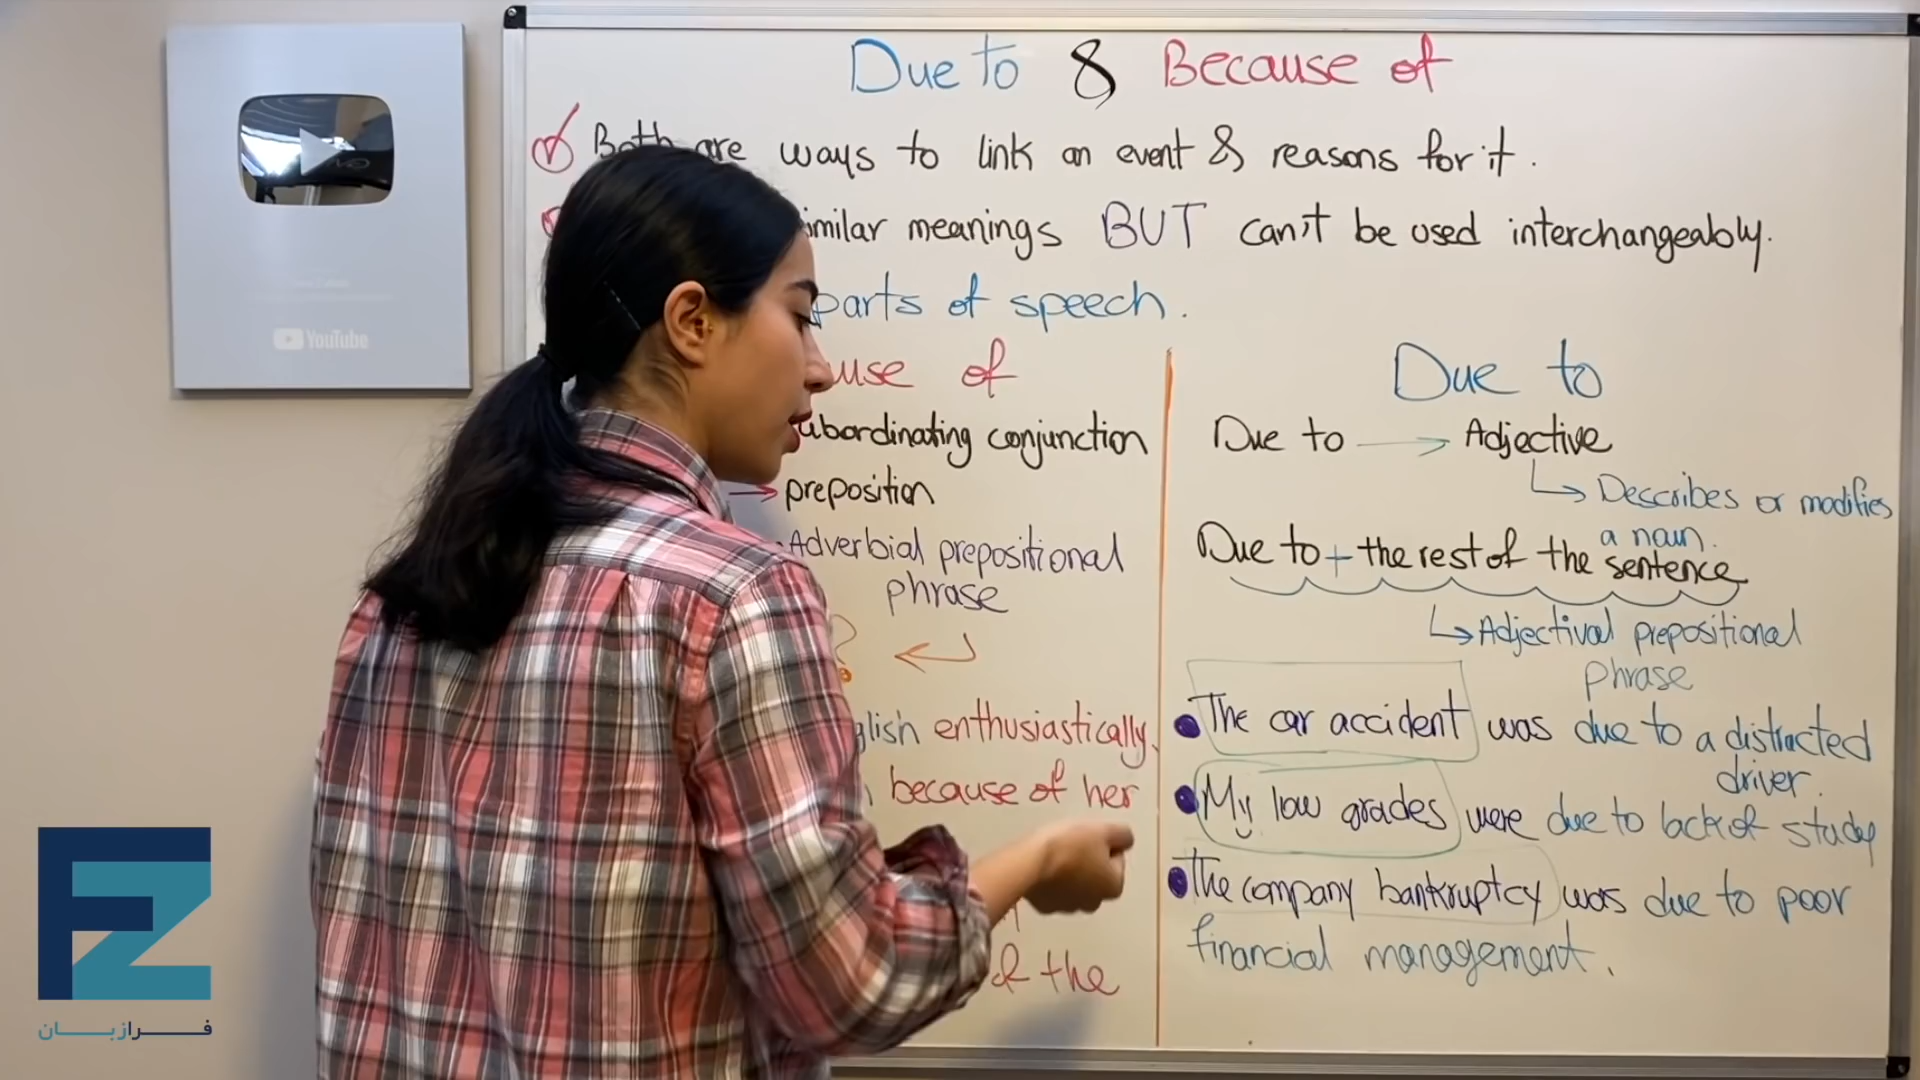 Due to & Because of
Both are ways to link an event & reasons for it.
similar meanings BUT can't be used interchangeably.
parts of speech.
use of
subordinating conjunction
→ preposition
Adverbial prepositional
phrase
?
glish enthusiastically.
because of her
of the
Due to
Due to → Adjective
↳ Describes or modifies
a noun.
Due to + the rest of the sentence
↳ Adjectival prepositional
phrase
• The car accident was due to a distracted
driver.
• My low grades were due to lack of study
• The company bankruptcy was due to poor
financial management.
YouTube
FZ
فرازبان